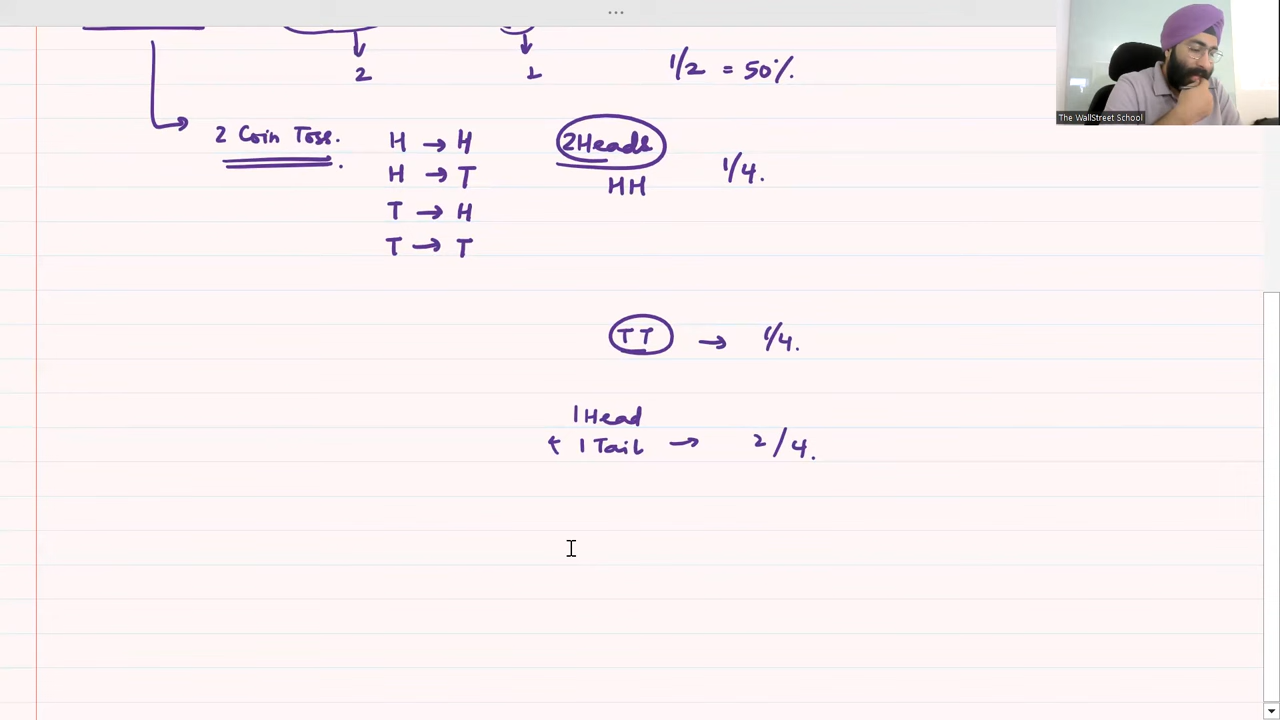 2 1
1/2 = 50%.
The WallStreet School
2 Coin Toss.
H → H
H → T
T → H
T → T
2Heads
HH
1/4.
TT → 1/4.
1 Head
+ 1 Tail → 2/4.